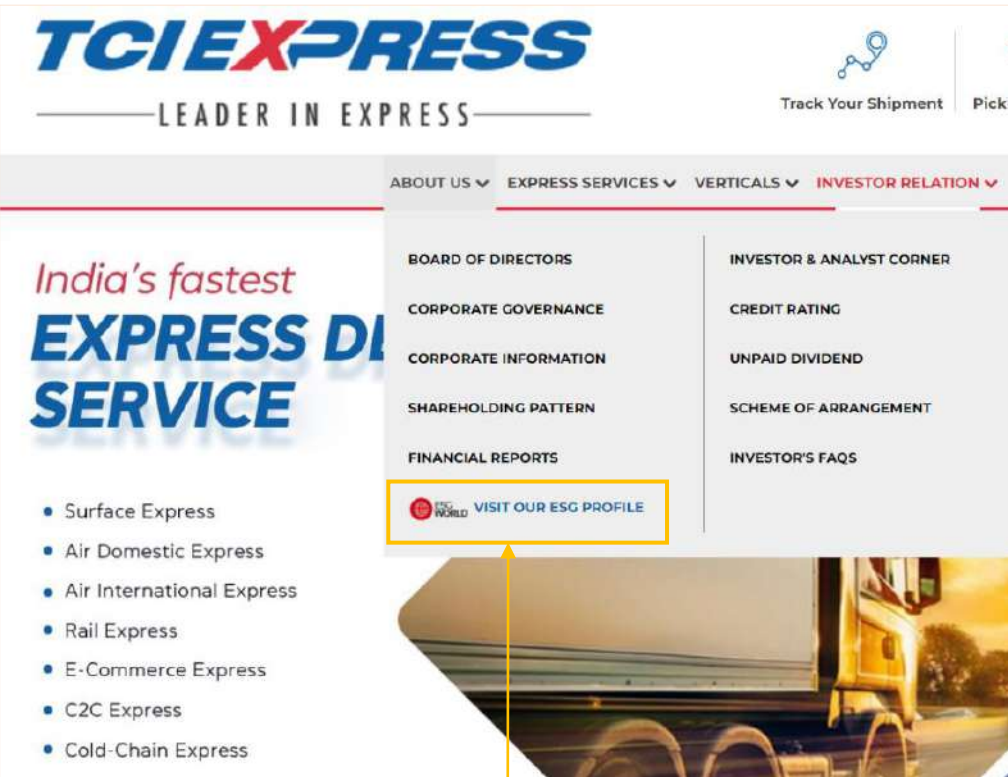 TCIEXPRESS
LEADER IN EXPRESS
Track Your Shipment
Pick
ABOUT US
EXPRESS SERVICES
VERTICALS
INVESTOR RELATION
India's fastest
EXPRESS DE
SERVICE
Surface Express
Air Domestic Express
Air International Express
Rail Express
E-Commerce Express
C2C Express
Cold-Chain Express
BOARD OF DIRECTORS
CORPORATE GOVERNANCE
CORPORATE INFORMATION
SHAREHOLDING PATTERN
FINANCIAL REPORTS
ESG WORLD VISIT OUR ESG PROFILE
INVESTOR & ANALYST CORNER
CREDIT RATING
UNPAID DIVIDEND
SCHEME OF ARRANGEMENT
INVESTOR'S FAQS